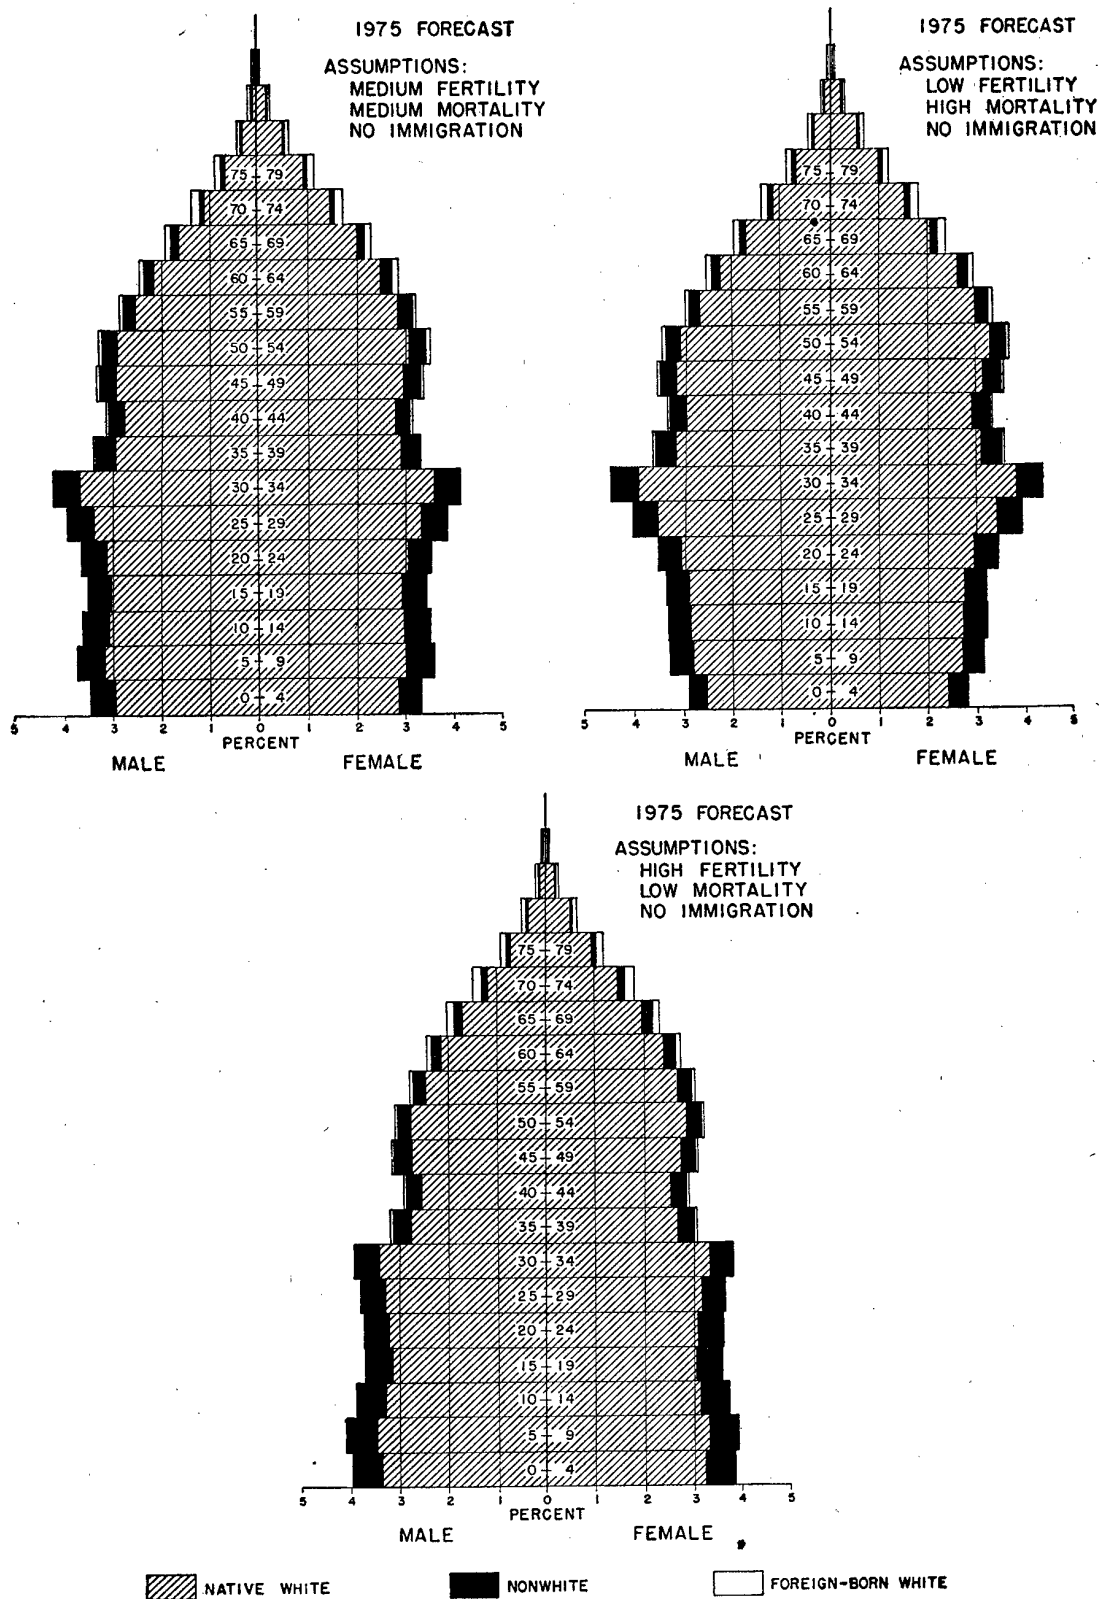 1975 FORECAST
ASSUMPTIONS:
MEDIUM FERTILITY
MEDIUM MORTALITY
NO IMMIGRATION
75 - 79
70 - 74
65 - 69
60 - 64
55 - 59
50 - 54
45 - 49
40 - 44
35 - 39
30 - 34
25 - 29
20 - 24
15 - 19
10 - 14
5 - 9
0 - 4
5 4 3 2 1 0 1 2 3 4 5
PERCENT
MALE FEMALE
1975 FORECAST
ASSUMPTIONS:
LOW FERTILITY
HIGH MORTALITY
NO IMMIGRATION
75 - 79
70 - 74
65 - 69
60 - 64
55 - 59
50 - 54
45 - 49
40 - 44
35 - 39
30 - 34
25 - 29
20 - 24
15 - 19
10 - 14
5 - 9
0 - 4
5 4 3 2 1 0 1 2 3 4 5
PERCENT
MALE FEMALE
1975 FORECAST
ASSUMPTIONS:
HIGH FERTILITY
LOW MORTALITY
NO IMMIGRATION
75 - 79
70 - 74
65 - 69
60 - 64
55 - 59
50 - 54
45 - 49
40 - 44
35 - 39
30 - 34
25 - 29
20 - 24
15 - 19
10 - 14
5 - 9
0 - 4
5 4 3 2 1 0 1 2 3 4 5
PERCENT
MALE FEMALE
NATIVE WHITE NONWHITE FOREIGN-BORN WHITE